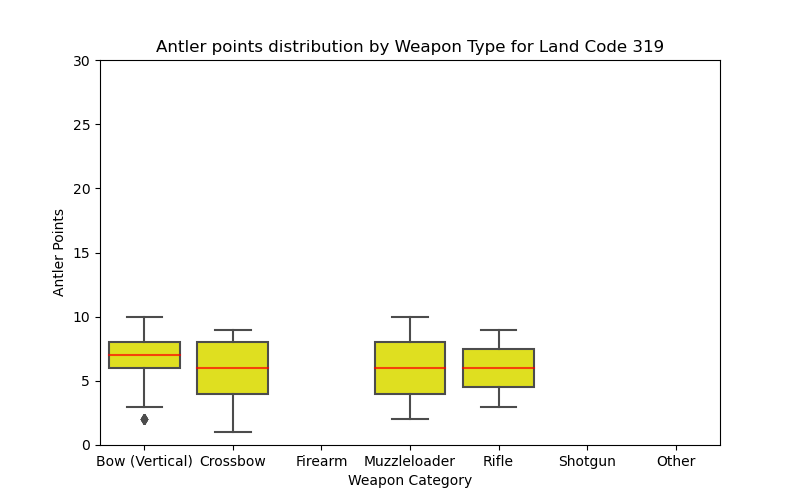 Antler points distribution by Weapon Type for Land Code 319
30
25
20
15
10
5
0
Antler Points
Bow (Vertical) Crossbow Firearm Muzzleloader Rifle Shotgun Other
Weapon Category